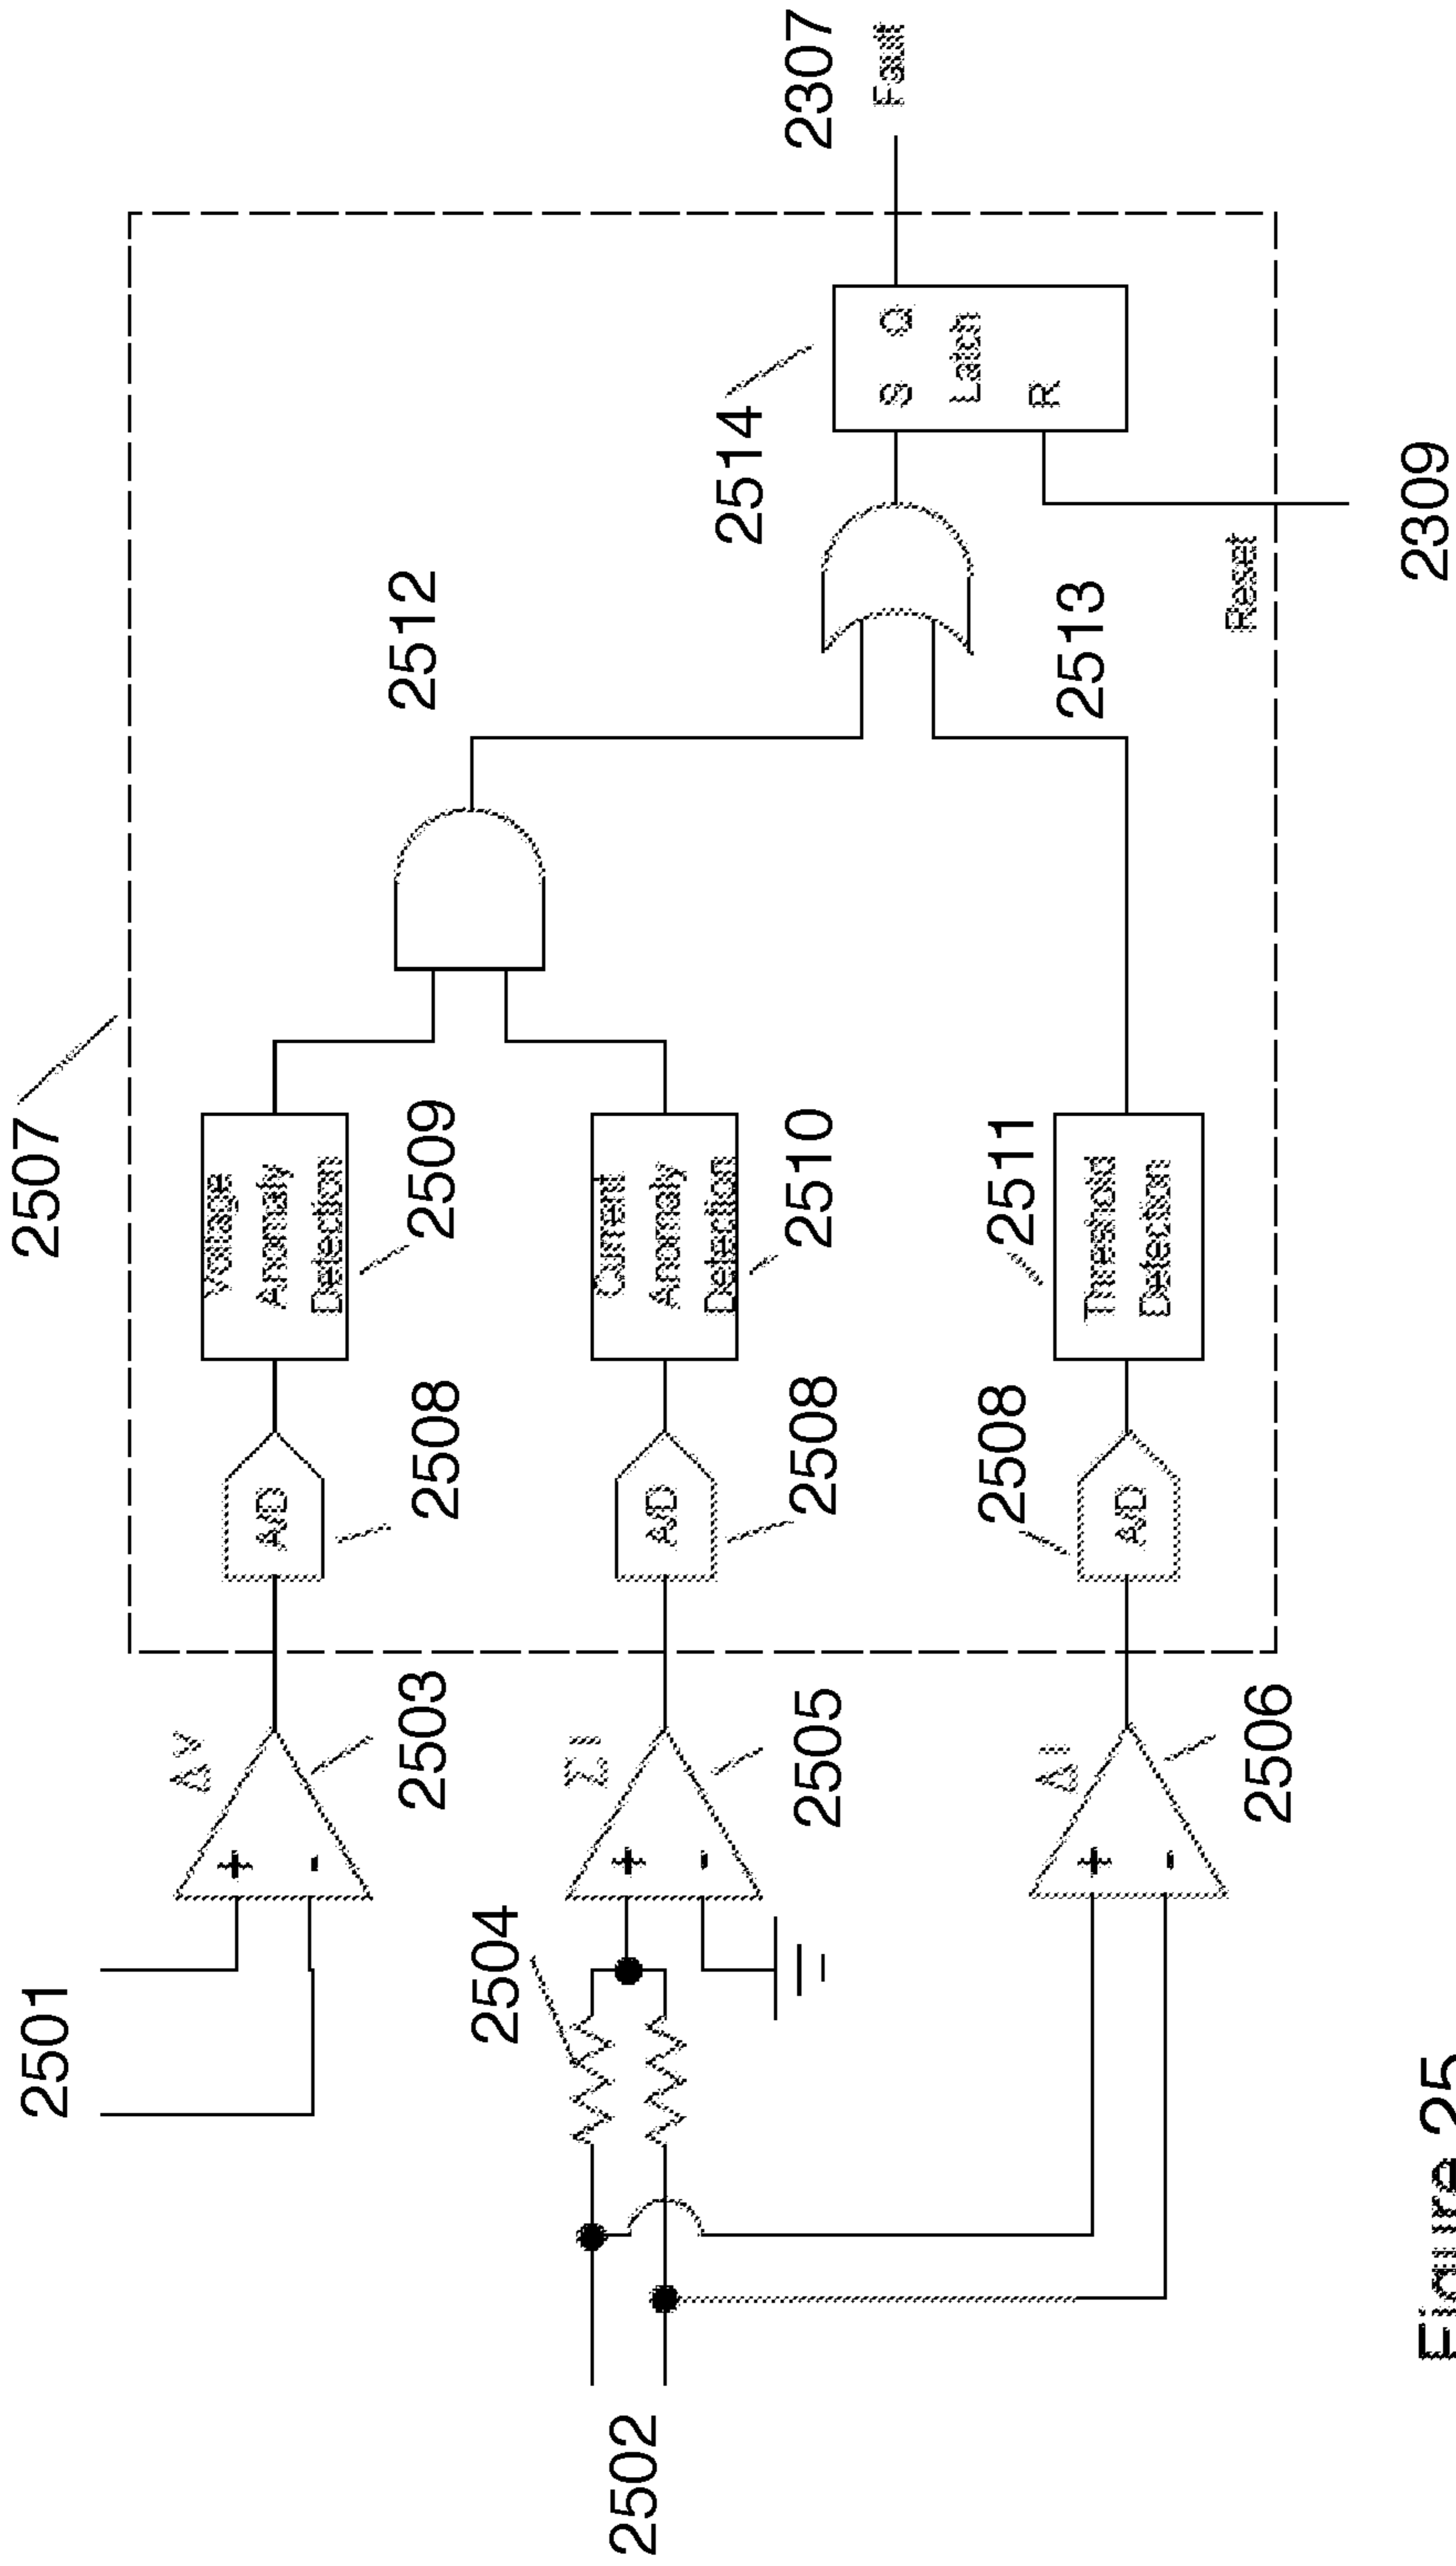 2501
2502
2504
ΔV
+
-
2503
ΣI
+
-
2505
ΔI
+
-
2506
2507
A/D
2508
A/D
2508
A/D
2508
Voltage
Anomaly
Detection
2509
Current
Anomaly
Detection
2510
Threshold
Detection
2511
2512
2513
2514
S Q
Latch
R
Reset
2309
2307
Fault
Figure 25